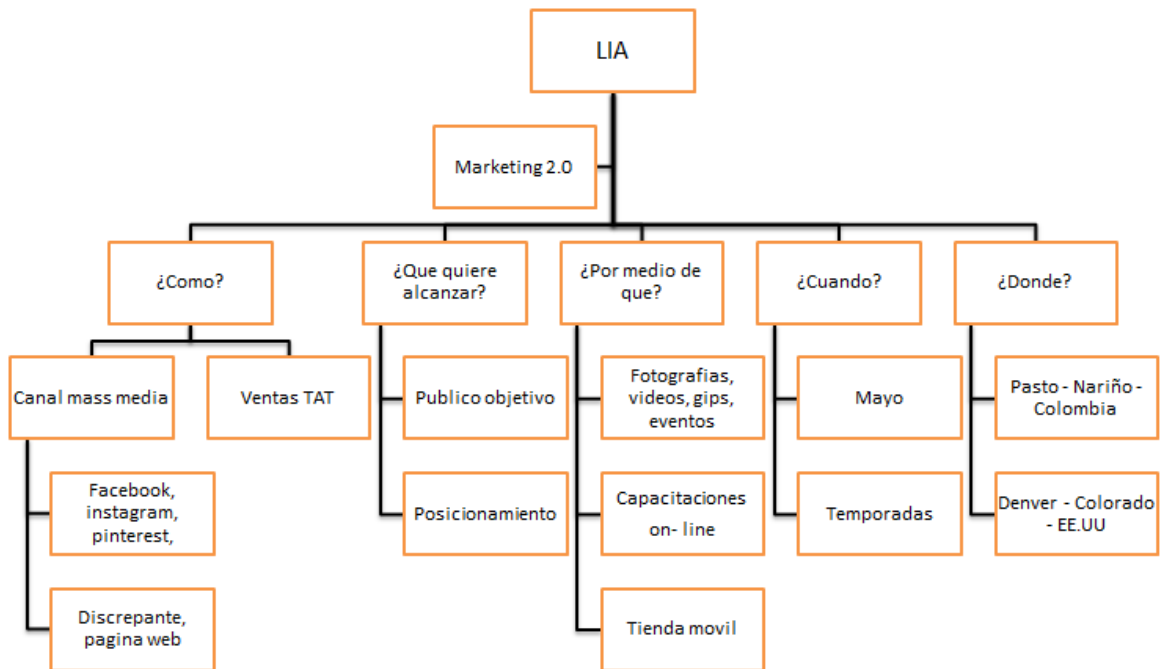 LIA
Marketing 2.0
¿Como?
¿Que quiere
alcanzar?
¿Por medio de
que?
¿Cuando?
¿Donde?
Canal mass media
Ventas TAT
Publico objetivo
Fotografias,
videos, gips,
eventos
Mayo
Pasto - Nariño -
Colombia
Facebook,
instagram,
pinterest,
Posicionamiento
Capacitaciones
on- line
Temporadas
Denver - Colorado
- EE.UU
Discrepante,
pagina web
Tienda movil